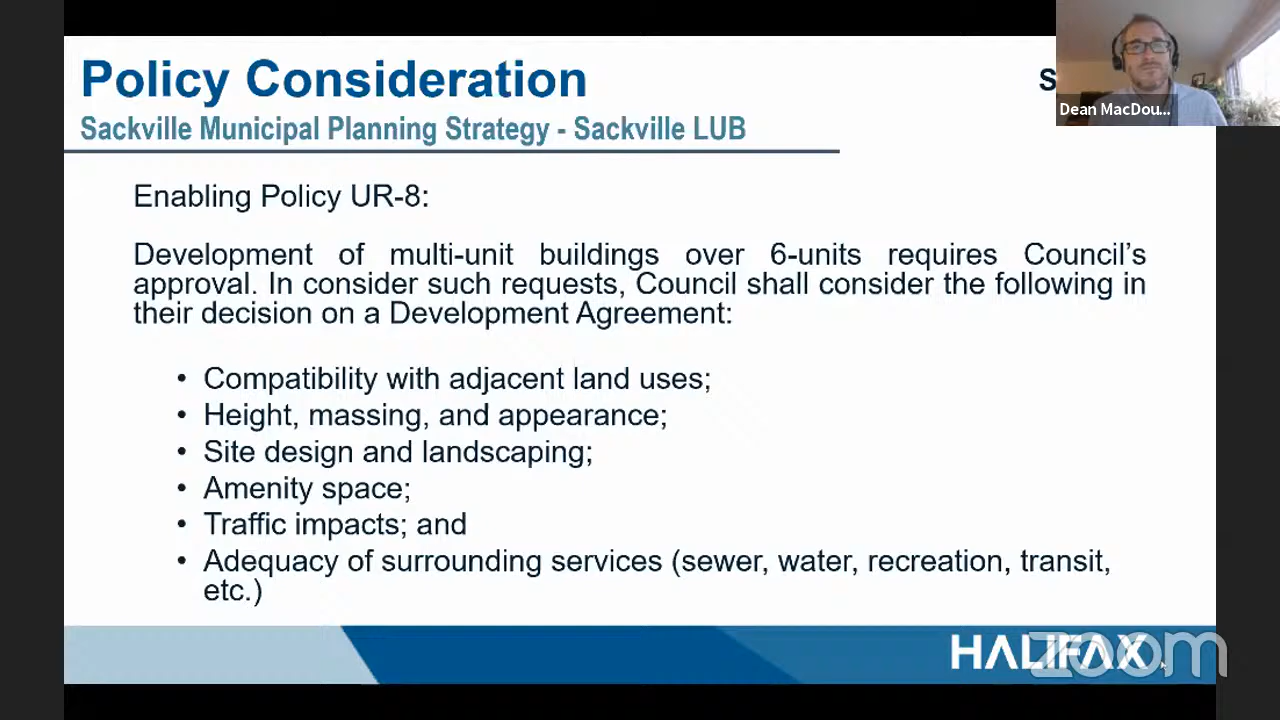 Policy Consideration
S
Dean MacDou...
Sackville Municipal Planning Strategy - Sackville LUB
Enabling Policy UR-8:
Development of multi-unit buildings over 6-units requires Council's
approval. In consider such requests, Council shall consider the following in
their decision on a Development Agreement:
• Compatibility with adjacent land uses;
• Height, massing, and appearance;
• Site design and landscaping;
• Amenity space;
• Traffic impacts; and
• Adequacy of surrounding services (sewer, water, recreation, transit,
etc.)
HALIFAX
zoom